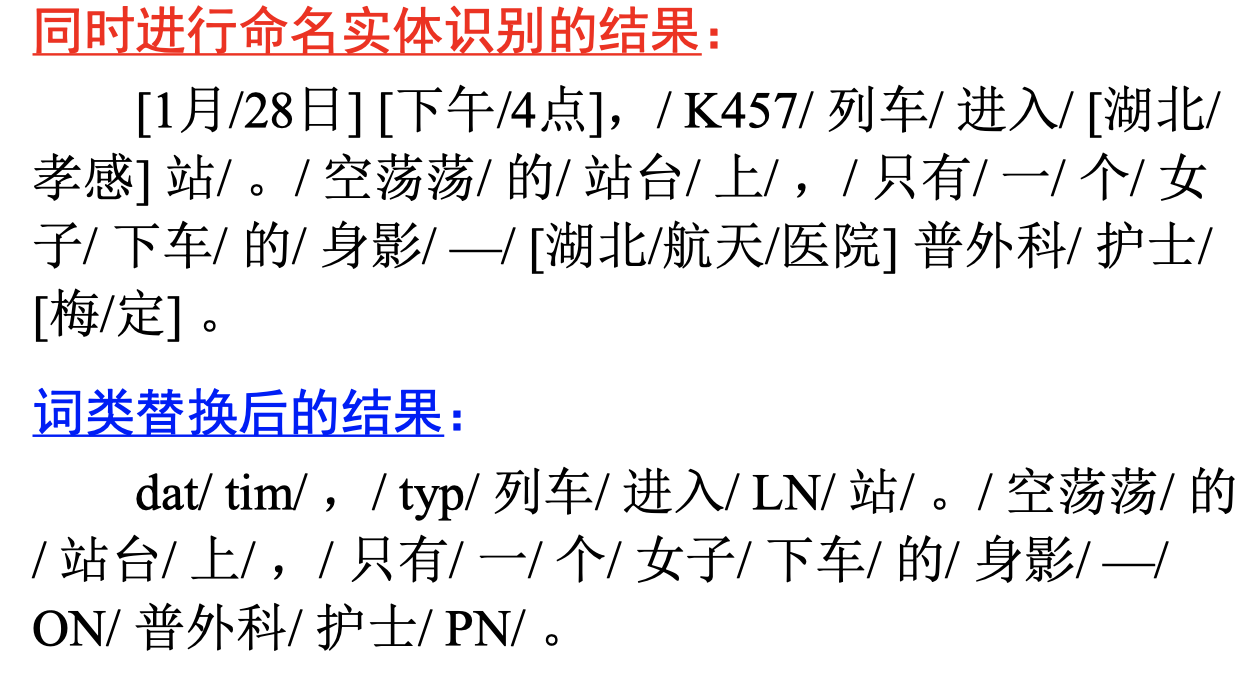 同时进行命名实体识别的结果：
[1月/28日] [下午/4点]，/ K457/ 列车/ 进入/ [湖北/
孝感] 站/ 。/ 空荡荡/ 的/ 站台/ 上/ ，/ 只有/ 一/ 个/ 女
子/ 下车/ 的/ 身影/ —/ [湖北/航天/医院] 普外科/ 护士/
[梅/定] 。
词类替换后的结果：
dat/ tim/ ，/ typ/ 列车/ 进入/ LN/ 站/ 。/ 空荡荡/ 的
/ 站台/ 上/ ，/ 只有/ 一/ 个/ 女子/ 下车/ 的/ 身影/ —/
ON/ 普外科/ 护士/ PN/ 。